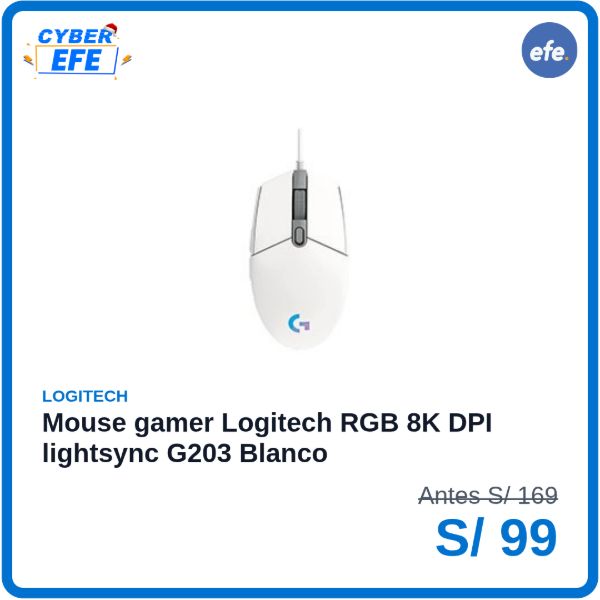 CYBER
EFE
efe.
G
LOGITECH
Mouse gamer Logitech RGB 8K DPI
lightsync G203 Blanco
Antes S/ 169
S/ 99